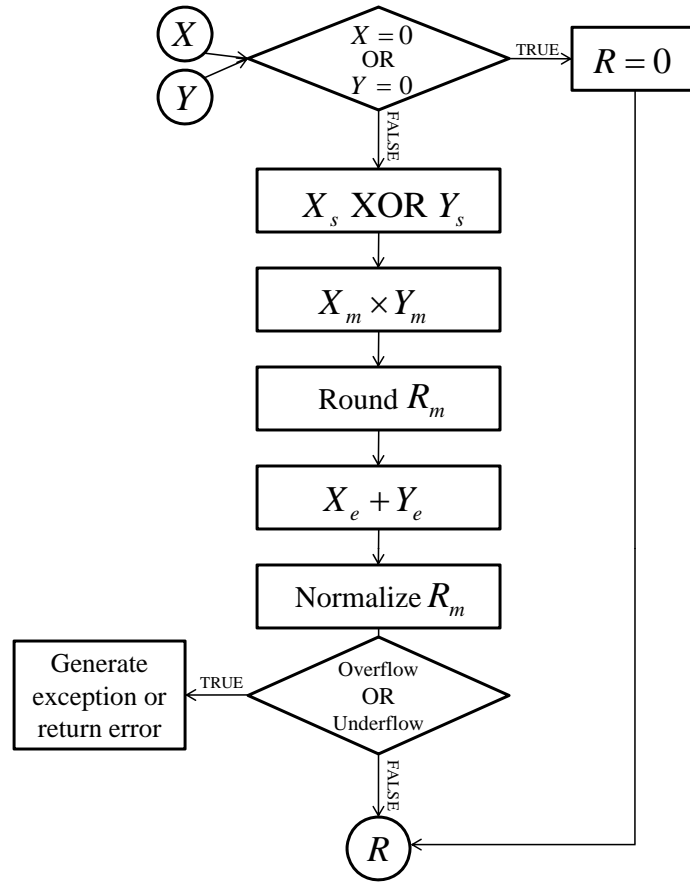 X
Y
X = 0
OR
Y = 0
TRUE
R = 0
FALSE
X_s XOR Y_s
X_m × Y_m
Round R_m
X_e + Y_e
Normalize R_m
Overflow
OR
Underflow
TRUE
Generate
exception or
return error
FALSE
R